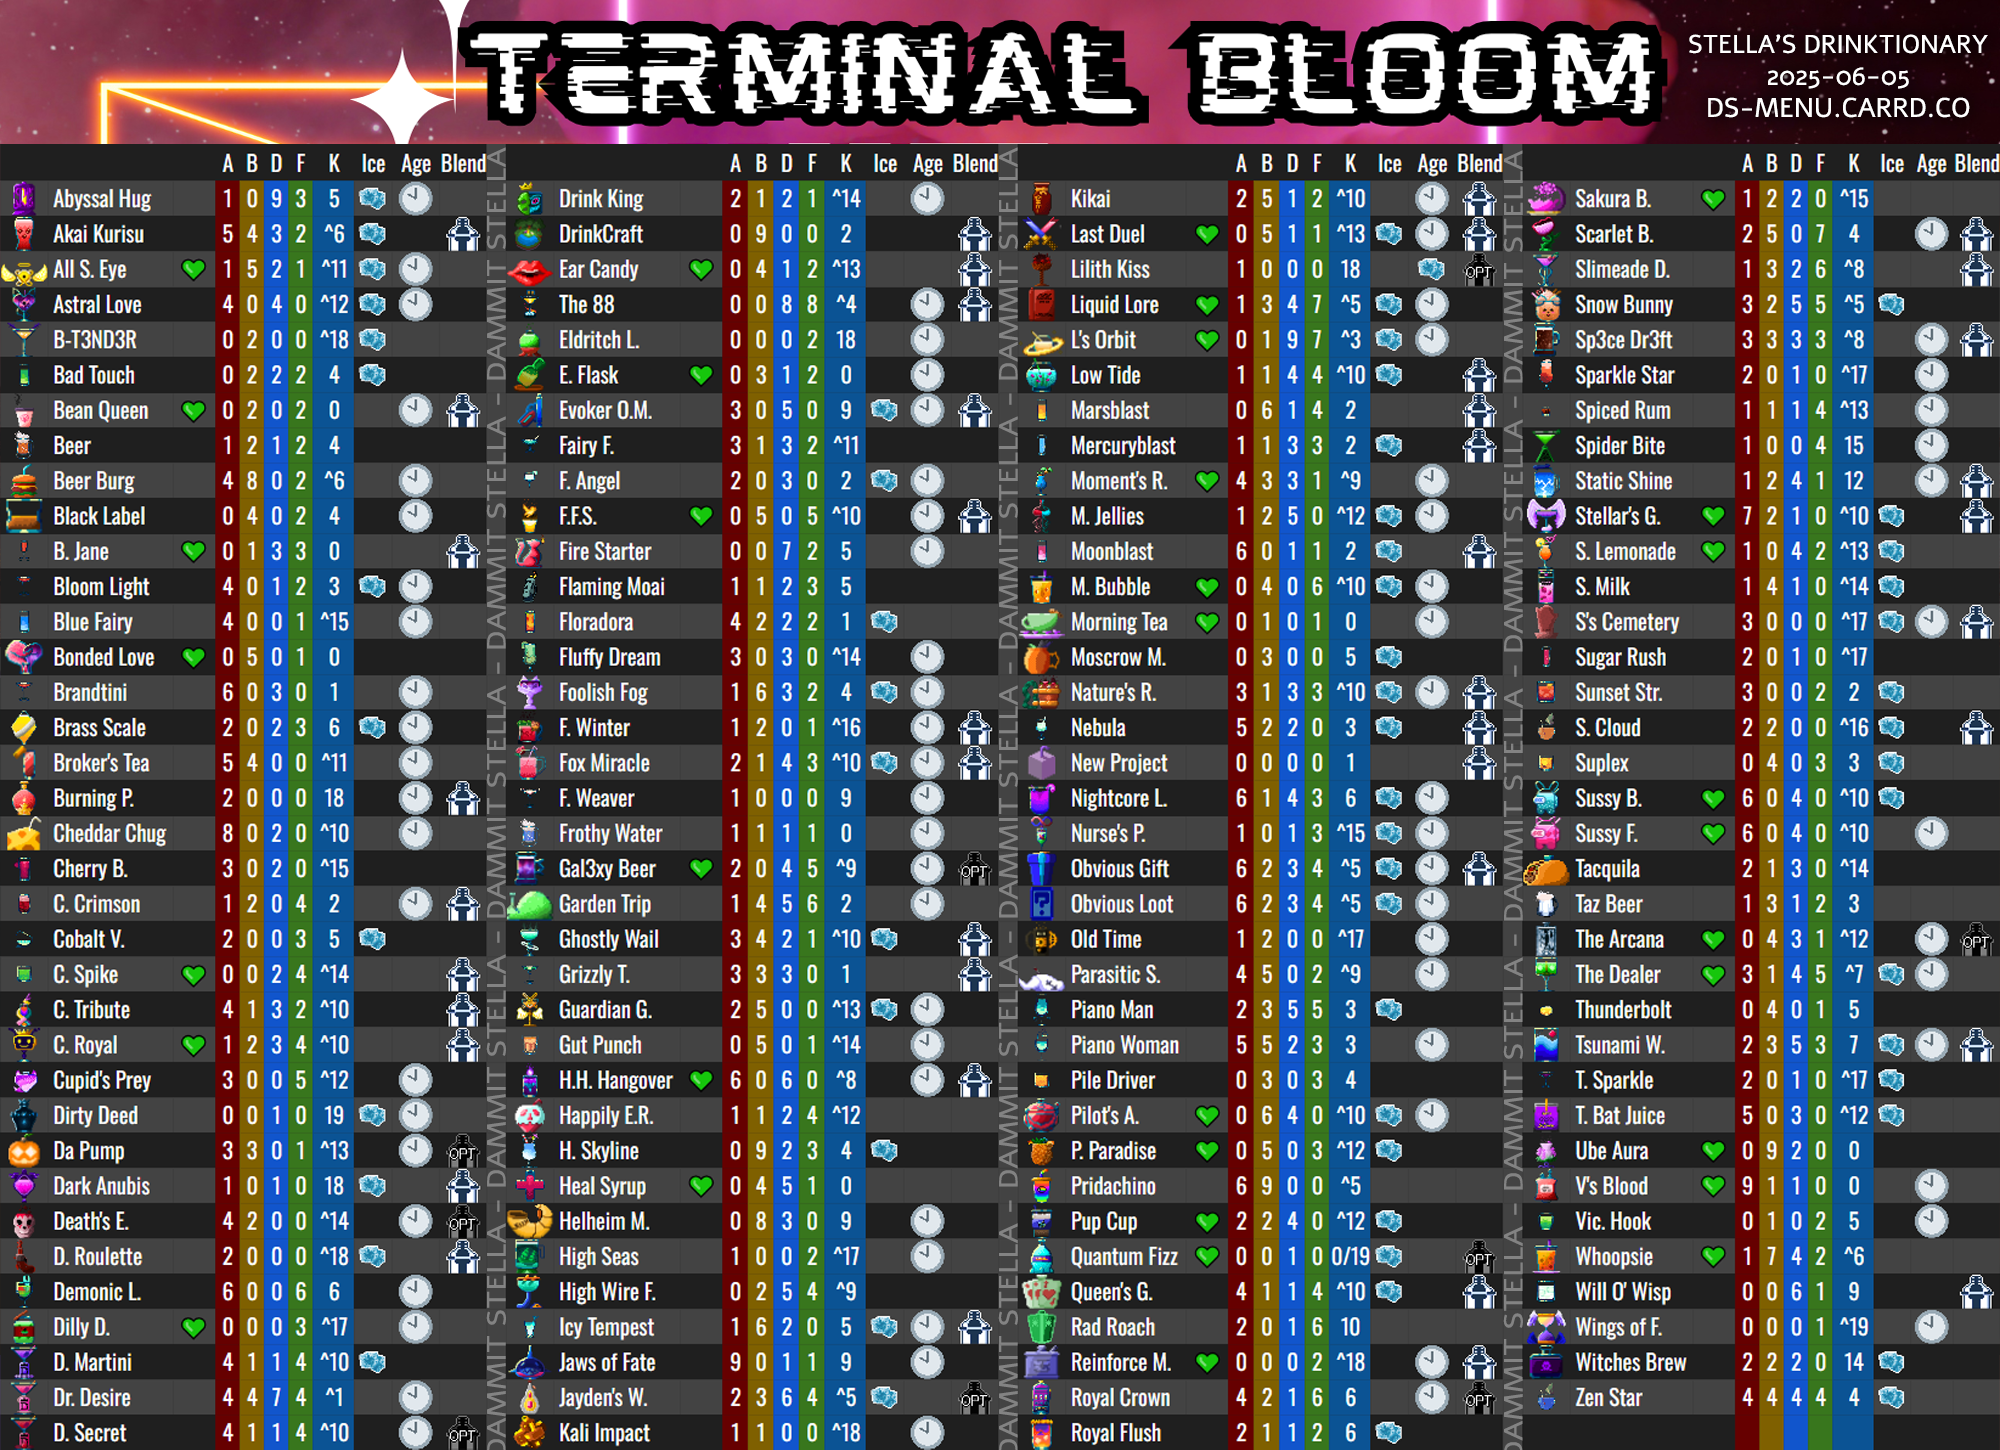 TERMINAL BLOOM
STELLA'S DRINKTIONARY
2025-06-05
DS-MENU.CARRD.CO
A B D F K Ice Age Blend
Abyssal Hug 1 0 9 3 5
Akai Kurisu 5 4 3 2 ^6
All S. Eye 1 5 2 1 ^11
Astral Love 4 0 4 0 ^12
B-T3ND3R 0 2 0 0 ^18
Bad Touch 0 2 2 2 4
Bean Queen 0 2 0 2 0
Beer 1 2 1 2 4
Beer Burg 4 8 0 2 ^6
Black Label 0 4 0 2 4
B. Jane 0 1 3 3 0
Bloom Light 4 0 1 2 3
Blue Fairy 4 0 0 1 ^15
Bonded Love 0 5 0 1 0
Brandtini 6 0 3 0 1
Brass Scale 2 0 2 3 6
Broker's Tea 5 4 0 0 ^11
Burning P. 2 0 0 0 18
Cheddar Chug 8 0 2 0 ^10
Cherry B. 3 0 2 0 ^15
C. Crimson 1 2 0 4 2
Cobalt V. 2 0 0 3 5
C. Spike 0 0 2 4 ^14
C. Tribute 4 1 3 2 ^10
C. Royal 1 2 3 4 ^10
Cupid's Prey 3 0 0 5 ^12
Dirty Deed 0 0 1 0 19
Da Pump 3 3 0 1 ^13 OPT
Dark Anubis 1 0 1 0 18
Death's E. 4 2 0 0 ^14 OPT
D. Roulette 2 0 0 0 ^18
Demonic L. 6 0 0 6 6
Dilly D. 0 0 0 3 ^17
D. Martini 4 1 1 4 ^10
Dr. Desire 4 4 7 4 ^1
D. Secret 4 1 1 4 ^10 OPT
DAMMIT STELLA - DAMMIT STELLA - DAMMIT STELLA - DAMMIT STELLA
A B D F K Ice Age Blend
Drink King 2 1 2 1 ^14
DrinkCraft 0 9 0 0 2
Ear Candy 0 4 1 2 ^13
The 88 0 0 8 8 ^4
Eldritch L. 0 0 0 2 18
E. Flask 0 3 1 2 0
Evoker O.M. 3 0 5 0 9
Fairy F. 3 1 3 2 ^11
F. Angel 2 0 3 0 2
F.F.S. 0 5 0 5 ^10
Fire Starter 0 0 7 2 5
Flaming Moai 1 1 2 3 5
Floradora 4 2 2 2 1
Fluffy Dream 3 0 3 0 ^14
Foolish Fog 1 6 3 2 4
F. Winter 1 2 0 1 ^16
Fox Miracle 2 1 4 3 ^10
F. Weaver 1 0 0 0 9
Frothy Water 1 1 1 1 0
Gal3xy Beer 2 0 4 5 ^9 OPT
Garden Trip 1 4 5 6 2
Ghostly Wail 3 4 2 1 ^10
Grizzly T. 3 3 3 0 1
Guardian G. 2 5 0 0 ^13
Gut Punch 0 5 0 1 ^14
H.H. Hangover 6 0 6 0 ^8
Happily E.R. 1 1 2 4 ^12
H. Skyline 0 9 2 3 4
Heal Syrup 0 4 5 1 0
Helheim M. 0 8 3 0 9
High Seas 1 0 0 2 ^17
High Wire F. 0 2 5 4 ^9
Icy Tempest 1 6 2 0 5
Jaws of Fate 9 0 1 1 9
Jayden's W. 2 3 6 4 ^5 OPT
Kali Impact 1 1 0 0 ^18
DAMMIT STELLA - DAMMIT STELLA - DAMMIT STELLA - DAMMIT STELLA
A B D F K Ice Age Blend
Kikai 2 5 1 2 ^10
Last Duel 0 5 1 1 ^13
Lilith Kiss 1 0 0 0 18 OPT
Liquid Lore 1 3 4 7 ^5
L's Orbit 0 1 9 7 ^3
Low Tide 1 1 4 4 ^10
Marsblast 0 6 1 4 2
Mercuryblast 1 1 3 3 2
Moment's R. 4 3 3 1 ^9
M. Jellies 1 2 5 0 ^12
Moonblast 6 0 1 1 2
M. Bubble 0 4 0 6 ^10
Morning Tea 0 1 0 1 0
Moscrow M. 0 3 0 0 5
Nature's R. 3 1 3 3 ^10
Nebula 5 2 2 0 3
New Project 0 0 0 0 1
Nightcore L. 6 1 4 3 6
Nurse's P. 1 0 1 3 ^15
Obvious Gift 6 2 3 4 ^5
Obvious Loot 6 2 3 4 ^5
Old Time 1 2 0 0 ^17
Parasitic S. 4 5 0 2 ^9
Piano Man 2 3 5 5 3
Piano Woman 5 5 2 3 3
Pile Driver 0 3 0 3 4
Pilot's A. 0 6 4 0 ^10
P. Paradise 0 5 0 3 ^12
Pridachino 6 9 0 0 ^5
Pup Cup 2 2 4 0 ^12
Quantum Fizz 0 0 1 0 0/19 OPT
Queen's G. 4 1 1 4 ^10
Rad Roach 2 0 1 6 10
Reinforce M. 0 0 0 2 ^18
Royal Crown 4 2 1 6 6 OPT
Royal Flush 2 1 1 2 6
DAMMIT STELLA - DAMMIT STELLA - DAMMIT STELLA - DAMMIT STELLA
A B D F K Ice Age Blend
Sakura B. 1 2 2 0 ^15
Scarlet B. 2 5 0 7 4
Slimeade D. 1 3 2 6 ^8
Snow Bunny 3 2 5 5 ^5
Sp3ce Dr3ft 3 3 3 3 ^8
Sparkle Star 2 0 1 0 ^17
Spiced Rum 1 1 1 4 ^13
Spider Bite 1 0 0 4 15
Static Shine 1 2 4 1 12
Stellar's G. 7 2 1 0 ^10
S. Lemonade 1 0 4 2 ^13
S. Milk 1 4 1 0 ^14
S's Cemetery 3 0 0 0 ^17
Sugar Rush 2 0 1 0 ^17
Sunset Str. 3 0 0 2 2
S. Cloud 2 2 0 0 ^16
Suplex 0 4 0 3 3
Sussy B. 6 0 4 0 ^10
Sussy F. 6 0 4 0 ^10
Tacquila 2 1 3 0 ^14
Taz Beer 1 3 1 2 3
The Arcana 0 4 3 1 ^12 OPT
The Dealer 3 1 4 5 ^7
Thunderbolt 0 4 0 1 5
Tsunami W. 2 3 5 3 7
T. Sparkle 2 0 1 0 ^17
T. Bat Juice 5 0 3 0 ^12
Ube Aura 0 9 2 0 0
V's Blood 9 1 1 0 0
Vic. Hook 0 1 0 2 5
Whoopsie 1 7 4 2 ^6
Will O' Wisp 0 0 6 1 9
Wings of F. 0 0 0 1 ^19
Witches Brew 2 2 2 0 14
Zen Star 4 4 4 4 4